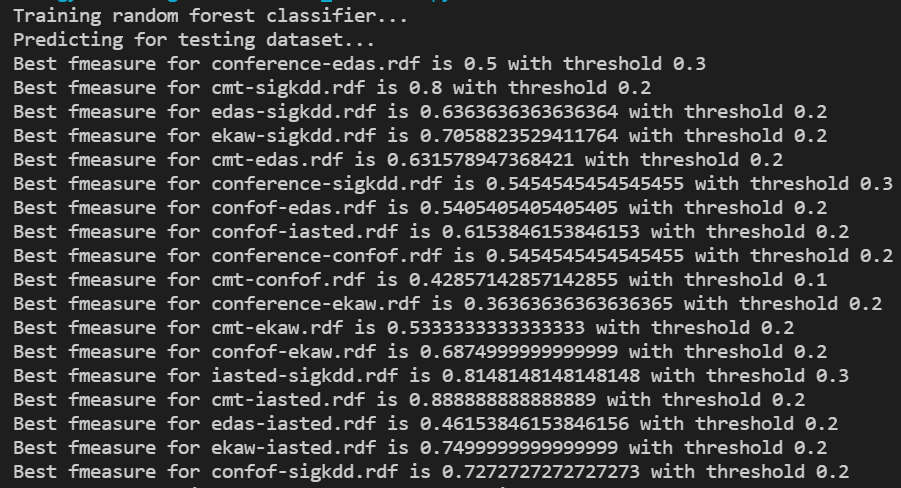 Training random forest classifier...
Predicting for testing dataset...
Best fmeasure for conference-edas.rdf is 0.5 with threshold 0.3
Best fmeasure for cmt-sigkdd.rdf is 0.8 with threshold 0.2
Best fmeasure for edas-sigkdd.rdf is 0.6363636363636364 with threshold 0.2
Best fmeasure for ekaw-sigkdd.rdf is 0.7058823529411764 with threshold 0.2
Best fmeasure for cmt-edas.rdf is 0.631578947368421 with threshold 0.2
Best fmeasure for conference-sigkdd.rdf is 0.5454545454545455 with threshold 0.3
Best fmeasure for confof-edas.rdf is 0.5405405405405405 with threshold 0.2
Best fmeasure for confof-iasted.rdf is 0.6153846153846153 with threshold 0.2
Best fmeasure for conference-confof.rdf is 0.5454545454545455 with threshold 0.2
Best fmeasure for cmt-confof.rdf is 0.42857142857142855 with threshold 0.1
Best fmeasure for conference-ekaw.rdf is 0.36363636363636365 with threshold 0.2
Best fmeasure for cmt-ekaw.rdf is 0.5333333333333333 with threshold 0.2
Best fmeasure for confof-ekaw.rdf is 0.6874999999999999 with threshold 0.2
Best fmeasure for iasted-sigkdd.rdf is 0.8148148148148148 with threshold 0.3
Best fmeasure for cmt-iasted.rdf is 0.888888888888889 with threshold 0.2
Best fmeasure for edas-iasted.rdf is 0.46153846153846156 with threshold 0.2
Best fmeasure for ekaw-iasted.rdf is 0.7499999999999999 with threshold 0.2
Best fmeasure for confof-sigkdd.rdf is 0.7272727272727273 with threshold 0.2